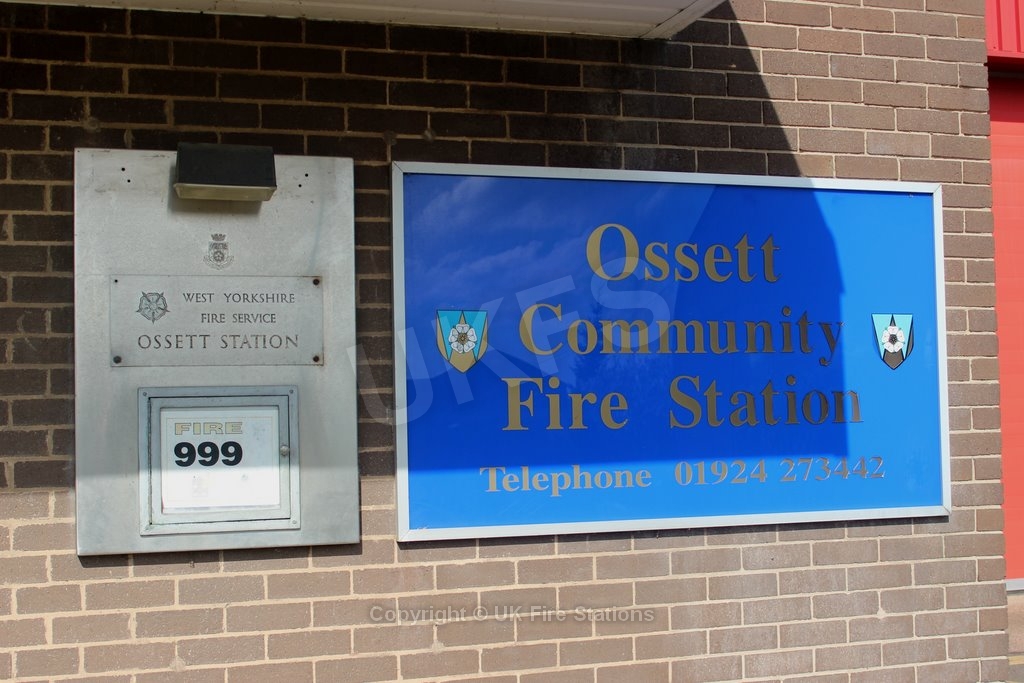 WEST YORKSHIRE
FIRE SERVICE
OSSETT STATION
FIRE
999
Ossett
Community
Fire Station
Telephone 01924 273442
UKFS
Copyright © UK Fire Stations